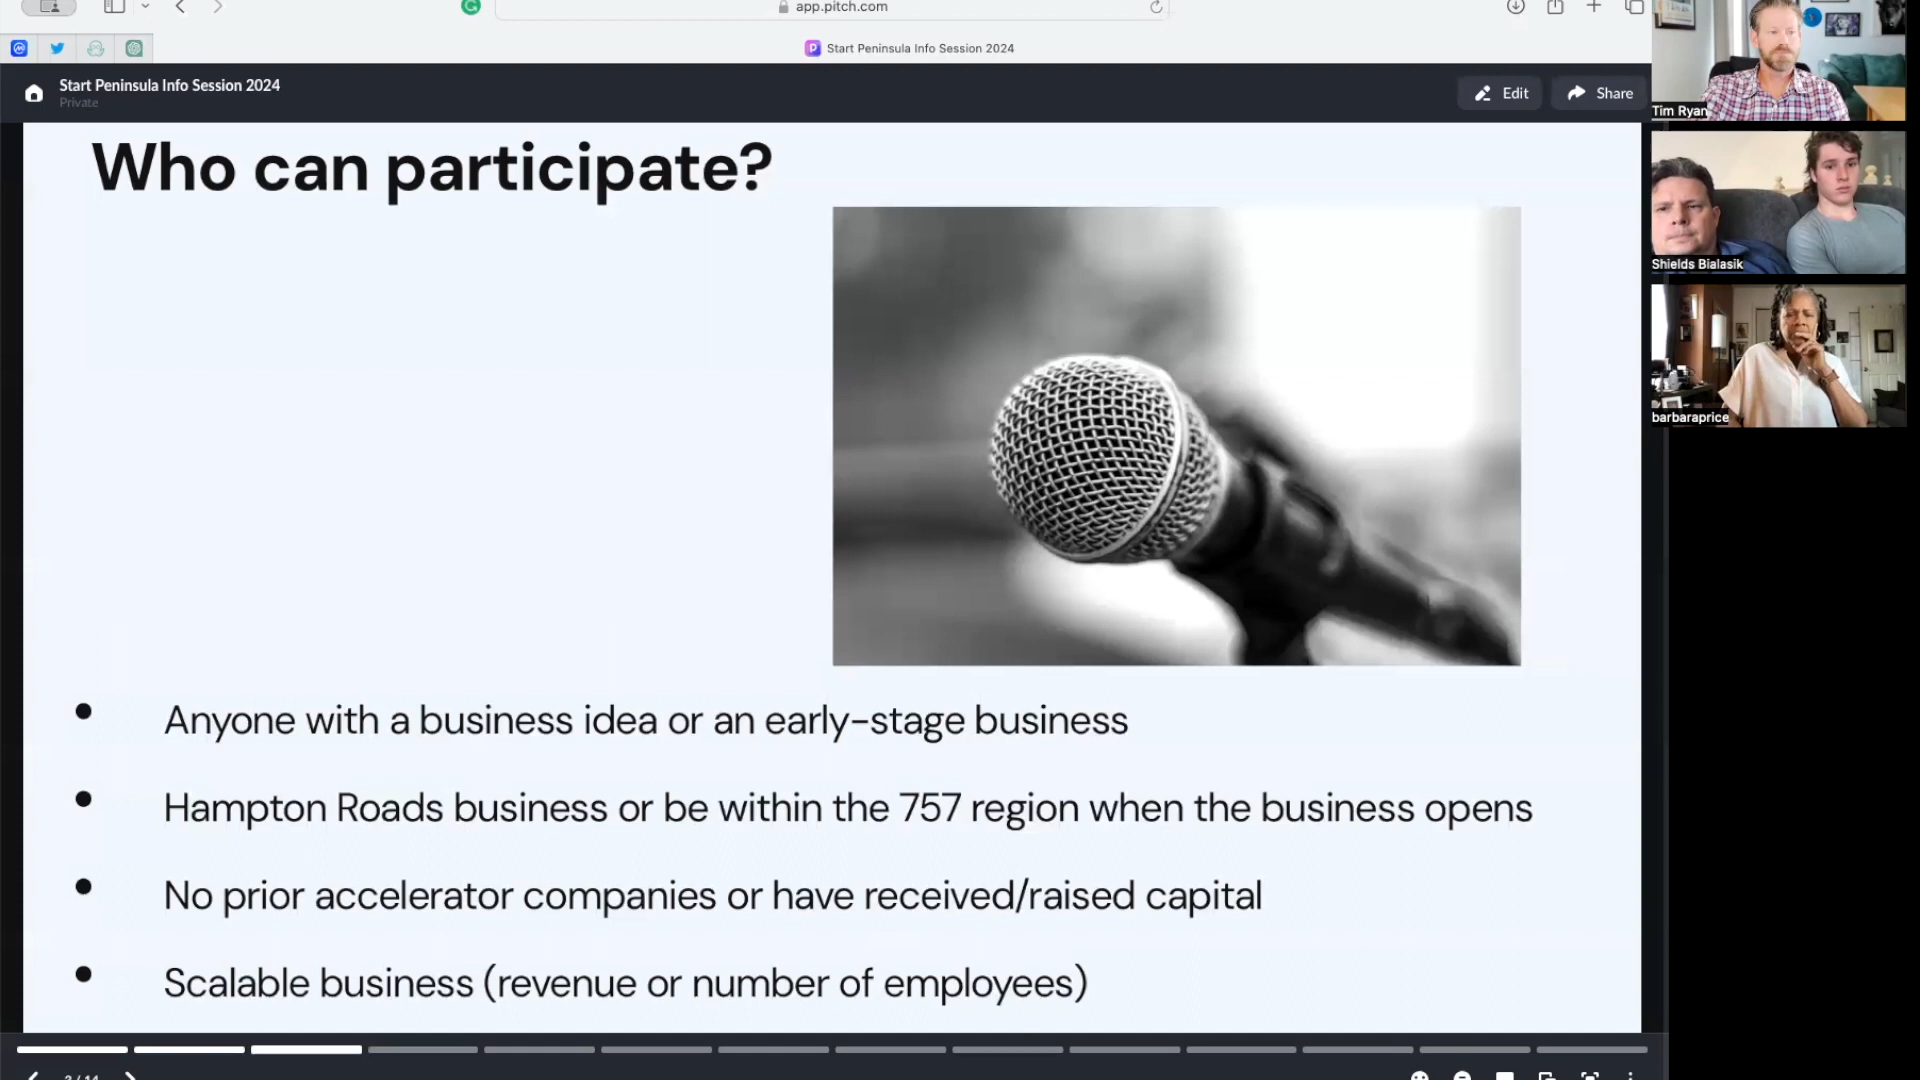 app.pitch.com
Start Peninsula Info Session 2024
Start Peninsula Info Session 2024
Private
Edit
Share
Who can participate?
Anyone with a business idea or an early-stage business
Hampton Roads business or be within the 757 region when the business opens
No prior accelerator companies or have received/raised capital
Scalable business (revenue or number of employees)
3 / 14
Tim Ryan
Shields Bialasik
barbaraprice